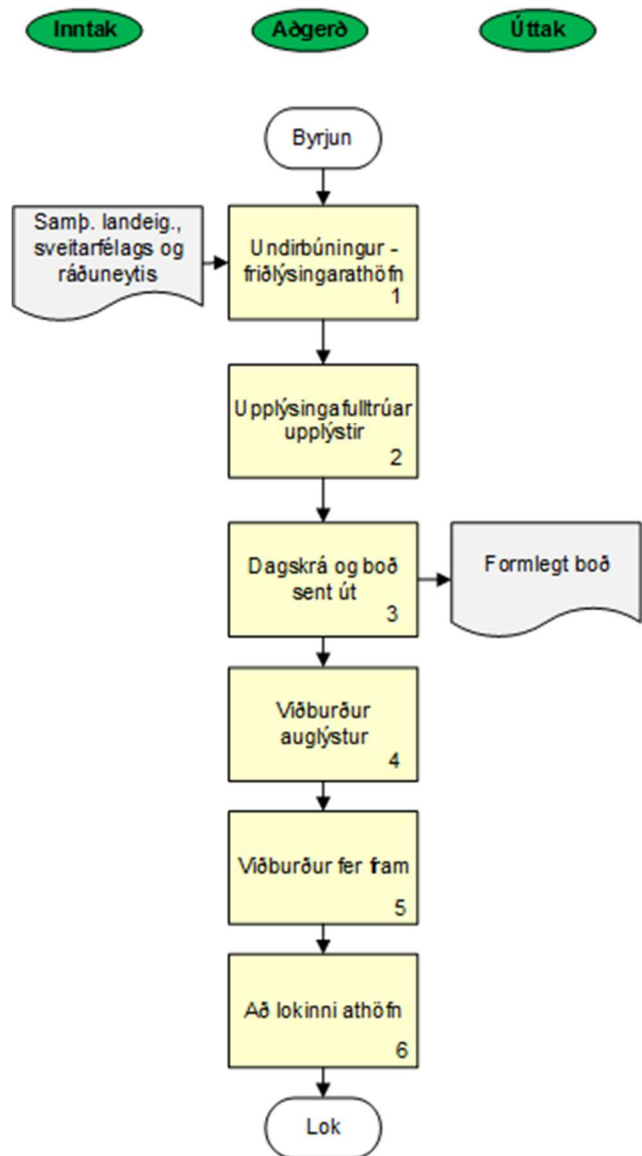 Inntak
Aðgerð
Úttak
Byrjun
Samþ. landeig.,
sveitarfélags og
ráðuneytis
Undirbúningur -
friðlýsingarathöfn
1
Upplýsingafulltrúar
upplýstir
2
Dagskrá og boð
sent út
3
Formlegt boð
Viðburður
auglýstur
4
Viðburður fer fram
5
Að lokinni athöfn
6
Lok